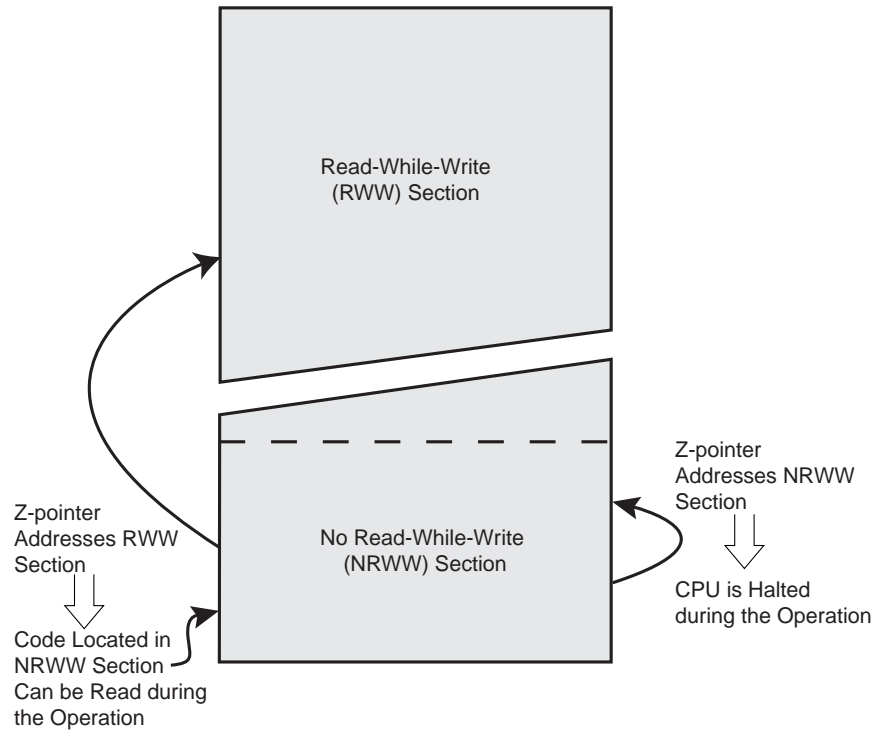 Read-While-Write
(RWW) Section
Z-pointer
Addresses NRWW
Section
No Read-While-Write
(NRWW) Section
CPU is Halted
during the Operation
Z-pointer
Addresses RWW
Section
Code Located in
NRWW Section
Can be Read during
the Operation